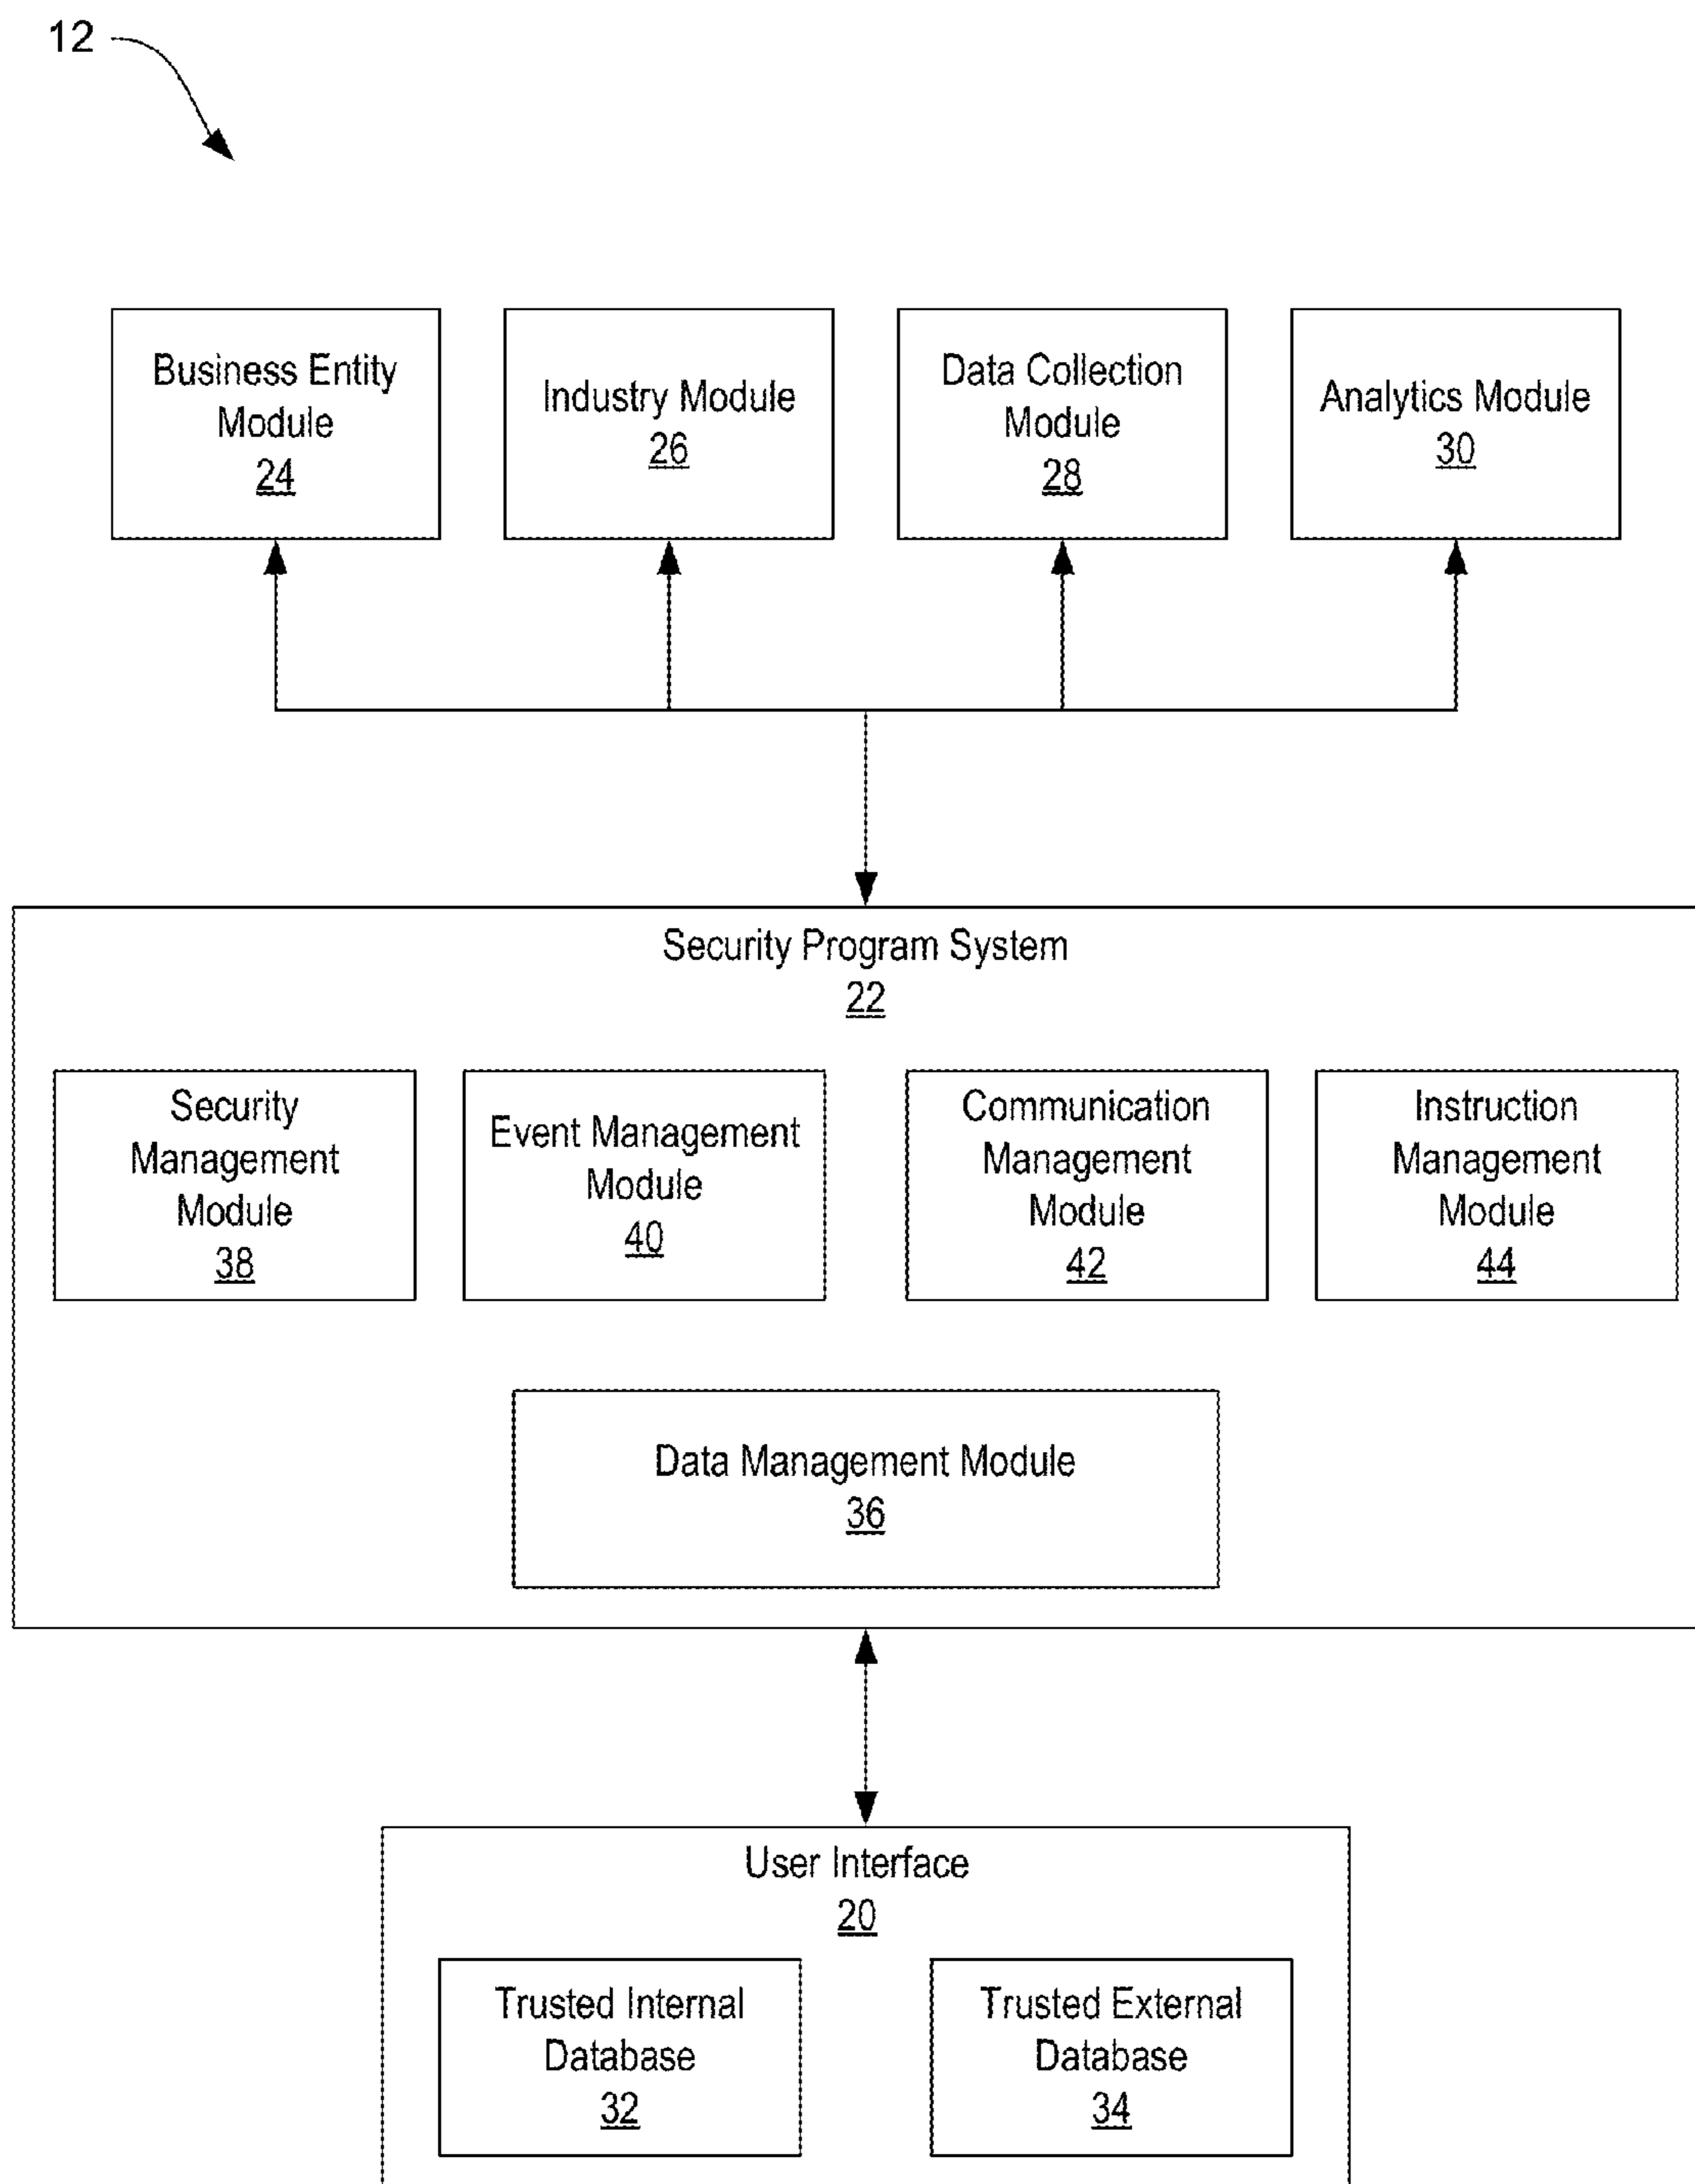 12
Business Entity
Module
24
Industry Module
26
Data Collection
Module
28
Analytics Module
30
Security Program System
22
Security
Management
Module
38
Event Management
Module
40
Communication
Management
Module
42
Instruction
Management
Module
44
Data Management Module
36
User Interface
20
Trusted Internal
Database
32
Trusted External
Database
34